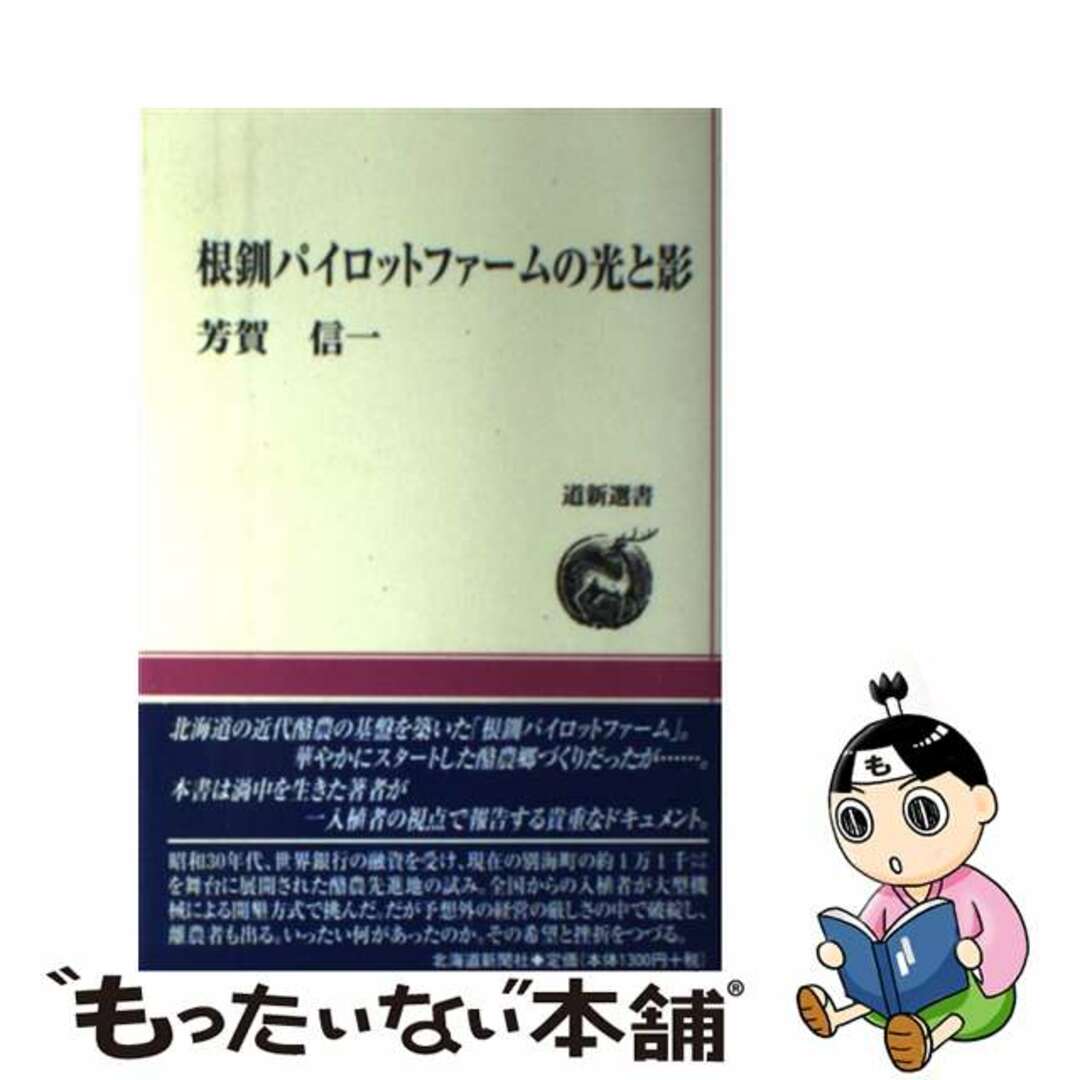 根釧パイロットファームの光と影
芳賀 信一
道新選書
北海道の近代酪農の基盤を築いた「根釧パイロットファーム」。
華やかにスタートした酪農郷づくりだったが……。
本書は渦中を生きた著者が
一入植者の視点で報告する貴重なドキュメント。
昭和30年代、世界銀行の融資を受け、現在の別海町の約1万1千㌶
を舞台に展開された酪農先進地の試み。全国からの入植者が大型機
械による開墾方式で挑んだ。だが予想外の経営の厳しさの中で破綻し、
離農者も出る。いったい何があったのか。その希望と挫折をつづる。
北海道新聞社◆定価[本体1300円+税]
も
“もったいない”本舗®